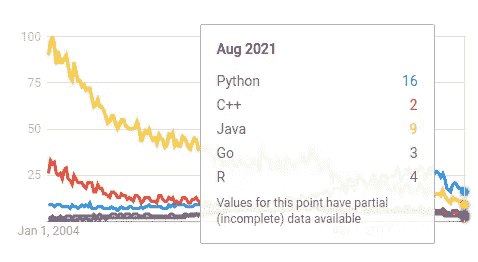 100
Aug 2021
75
Python 16
C++ 2
50
Java 9
Go 3
25
R 4
Values for this point have partial
(incomplete) data available
Jan 1, 2004